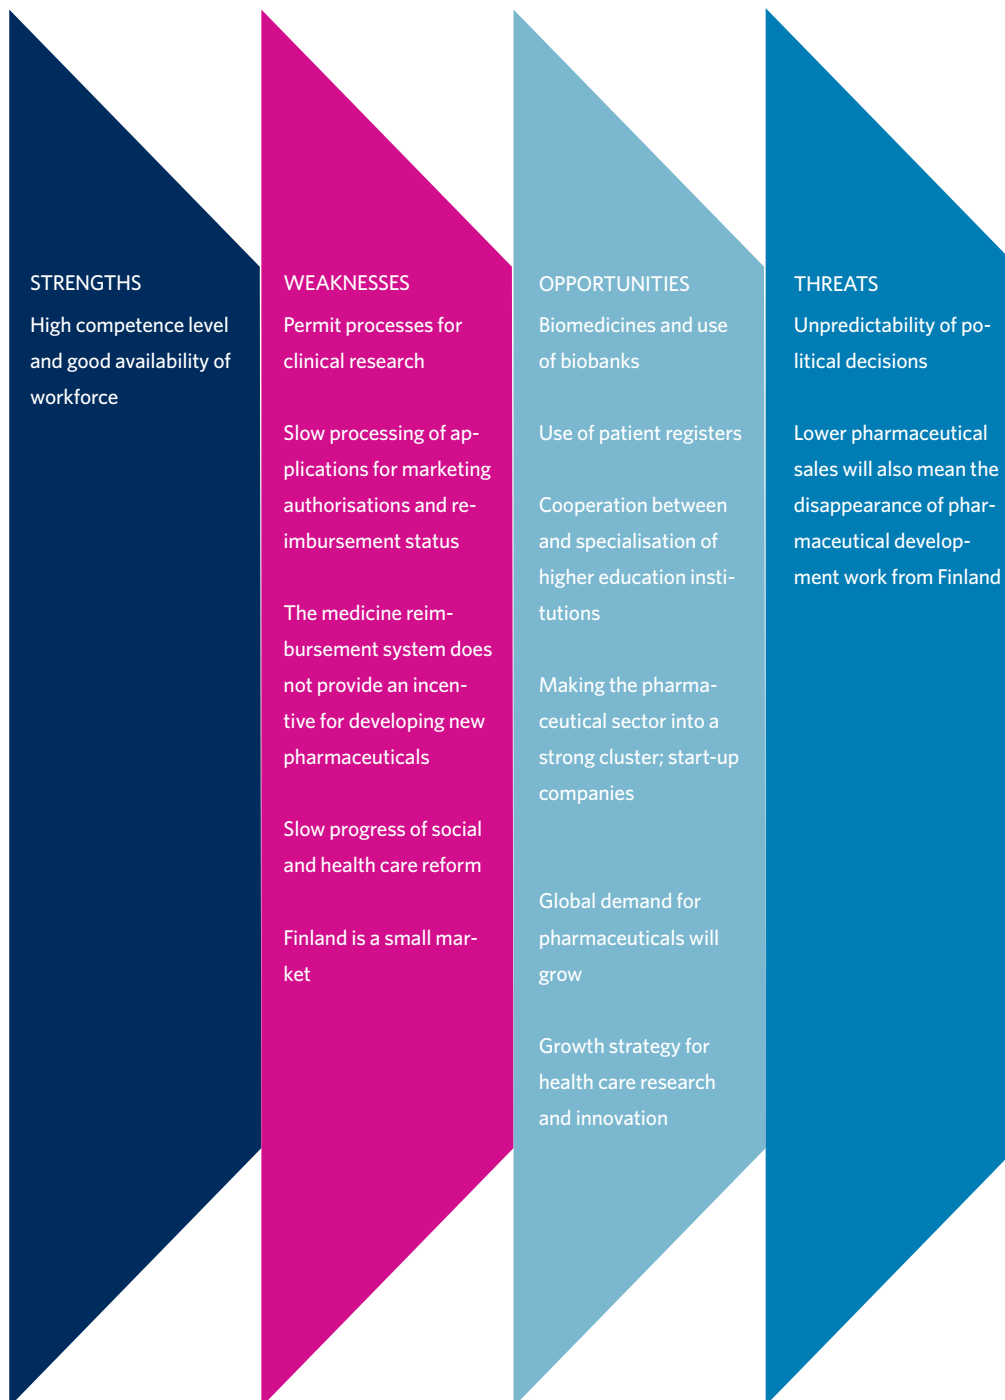 STRENGTHS
High competence level
and good availability of
workforce
WEAKNESSES
Permit processes for
clinical research
Slow processing of ap-
plications for marketing
authorisations and re-
imbursement status
The medicine reim-
bursement system does
not provide an incen-
tive for developing new
pharmaceuticals
Slow progress of social
and health care reform
Finland is a small mar-
ket
OPPORTUNITIES
Biomedicines and use
of biobanks
Use of patient registers
Cooperation between
and specialisation of
higher education insti-
tutions
Making the pharma-
ceutical sector into a
strong cluster; start-up
companies
Global demand for
pharmaceuticals will
grow
Growth strategy for
health care research
and innovation
THREATS
Unpredictability of po-
litical decisions
Lower pharmaceutical
sales will also mean the
disappearance of phar-
maceutical develop-
ment work from Finland